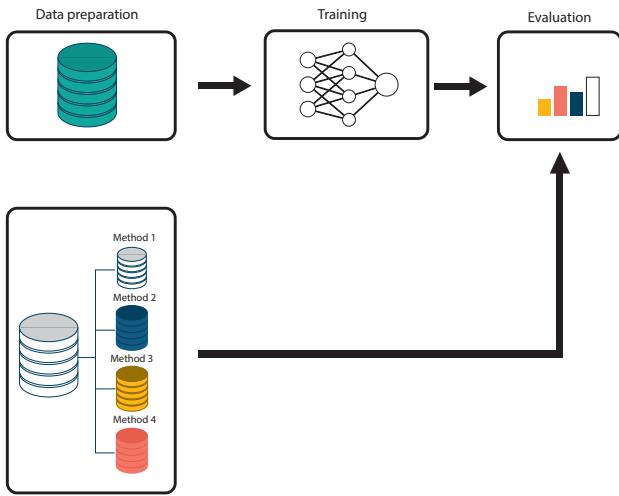 Data preparation
Training
Evaluation
Method 1
Method 2
Method 3
Method 4